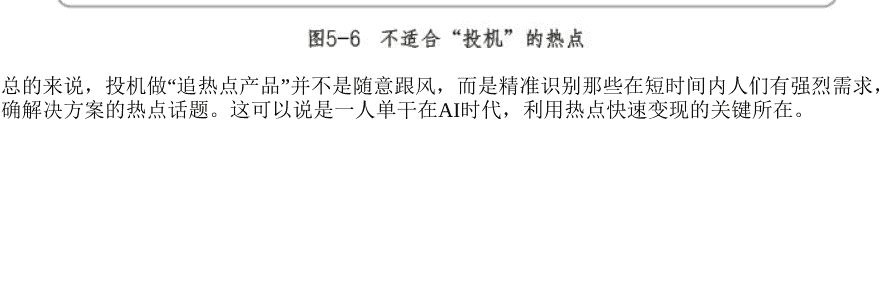 图5-6 不适合“投机”的热点
总的来说，投机做“追热点产品”并不是随意跟风，而是精准识别那些在短时间内人们有强烈需求，
确解决方案的热点话题。这可以说是一人单干在AI时代，利用热点快速变现的关键所在。